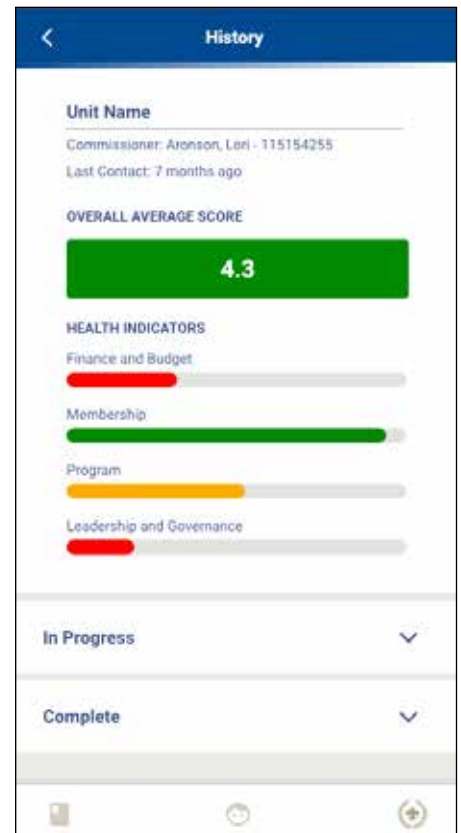 History
Unit Name
Commissioner: Aronson, Lori - 115154255
Last Contact: 7 months ago
OVERALL AVERAGE SCORE
4.3
HEALTH INDICATORS
Finance and Budget
Membership
Program
Leadership and Governance
In Progress
Complete